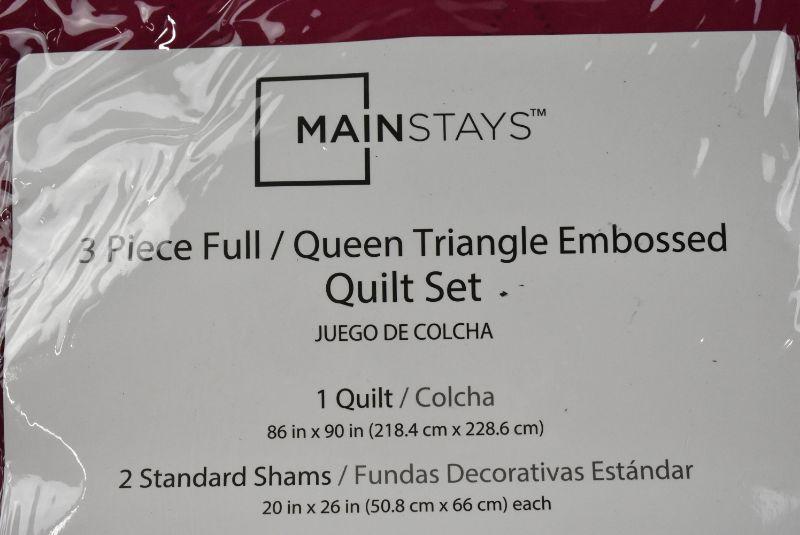 MAINSTAYS™
3 Piece Full / Queen Triangle Embossed
Quilt Set
JUEGO DE COLCHA
1 Quilt / Colcha
86 in x 90 in (218.4 cm x 228.6 cm)
2 Standard Shams / Fundas Decorativas Estándar
20 in x 26 in (50.8 cm x 66 cm) each